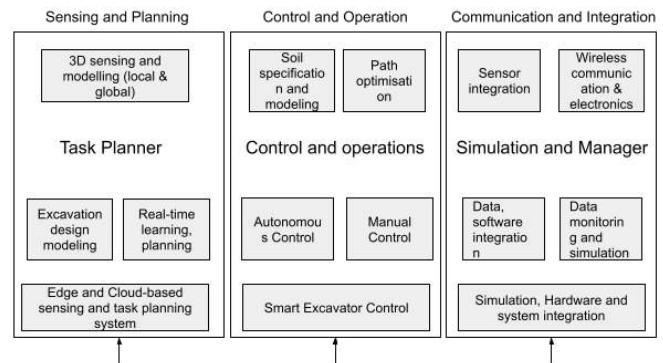 Sensing and Planning
3D sensing and
modelling (local &
global)
Task Planner
Excavation
design
modeling
Real-time
learning,
planning
Edge and Cloud-based
sensing and task planning
system
Control and Operation
Soil
specificatio
n and
modeling
Path
optimisati
on
Control and operations
Autonomou
s Control
Manual
Control
Smart Excavator Control
Communication and Integration
Sensor
integration
Wireless
communic
ation &
electronics
Simulation and Manager
Data,
software
integratio
n
Data
monitorin
g and
simulation
Simulation, Hardware and
system integration